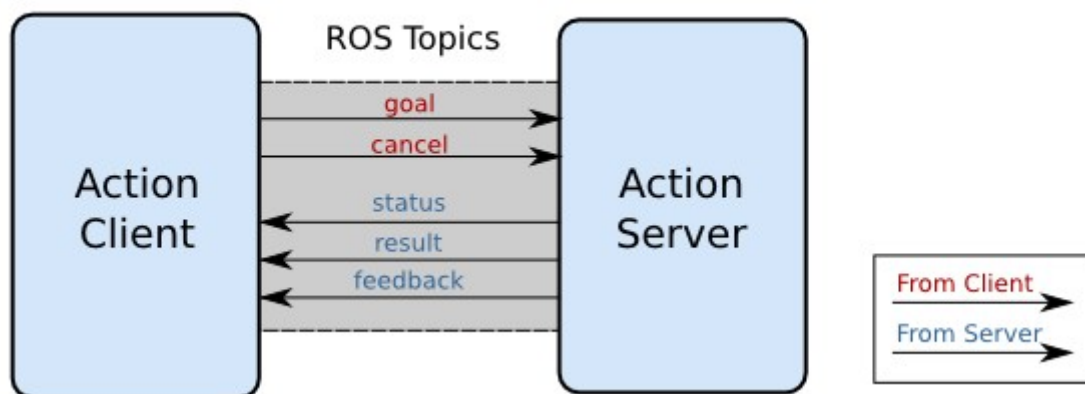 ROS Topics
Action
Client
goal
cancel
status
result
feedback
Action
Server
From Client
From Server